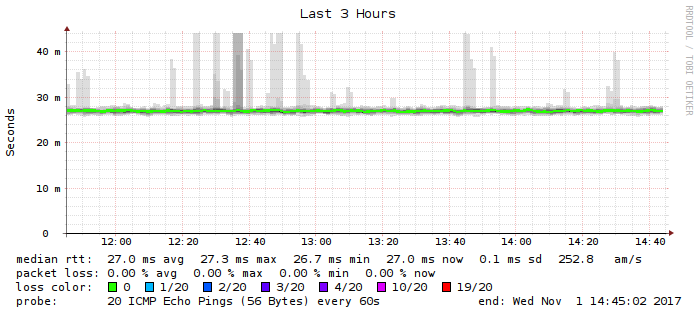 Last 3 Hours
RRDTOOL / TOBI OETIKER
Seconds
40 m
30 m
20 m
10 m
0
12:00 12:20 12:40 13:00 13:20 13:40 14:00 14:20 14:40
median rtt: 27.0 ms avg 27.3 ms max 26.7 ms min 27.0 ms now 0.1 ms sd 252.8 am/s
packet loss: 0.00 % avg 0.00 % max 0.00 % min 0.00 % now
loss color: 0 1/20 2/20 3/20 4/20 10/20 19/20
probe: 20 ICMP Echo Pings (56 Bytes) every 60s end: Wed Nov 1 14:45:02 2017